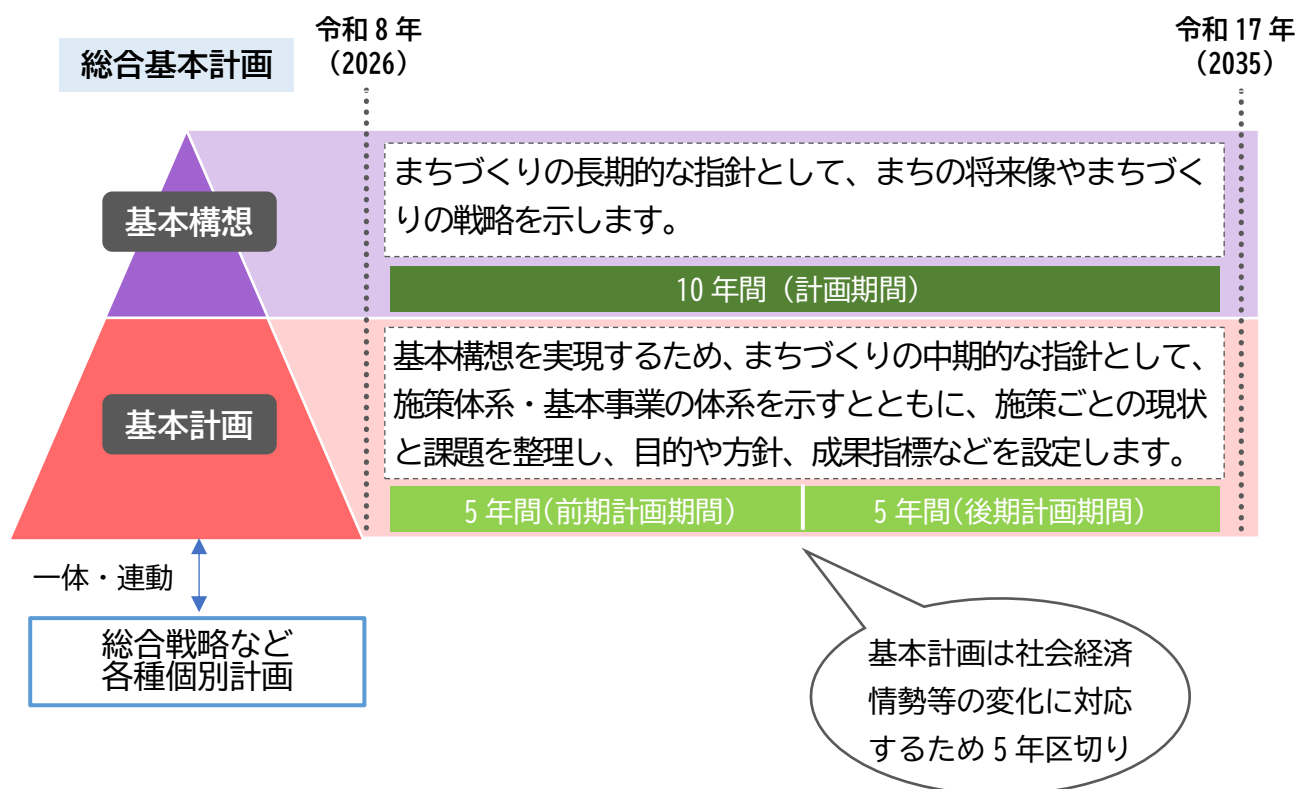 総合基本計画
令和8年
(2026)
令和17年
(2035)
基本構想
まちづくりの長期的な指針として、まちの将来像やまちづく
りの戦略を示します。
10年間(計画期間)
基本計画
基本構想を実現するため、まちづくりの中期的な指針として、
施策体系・基本事業の体系を示すとともに、施策ごとの現状
と課題を整理し、目的や方針、成果指標などを設定します。
5年間(前期計画期間)
5年間(後期計画期間)
一体・連動
総合戦略など
各種個別計画
基本計画は社会経済
情勢等の変化に対応
するため5年区切り